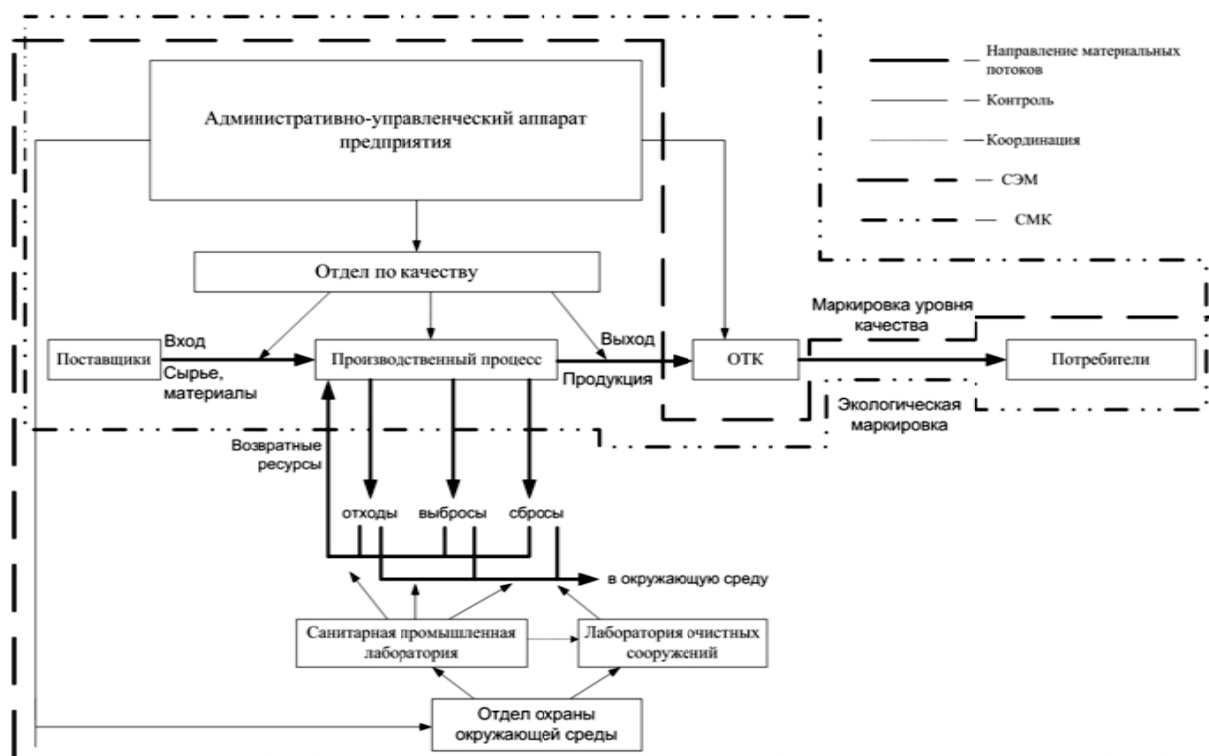 Направление материальных
потоков
Контроль
Координация
СЭМ
СМК
Административно-управленческий аппарат
предприятия
Отдел по качеству
Маркировка уровня
качества
Поставщики
Вход
Сырье,
материалы
Производственный процесс
Выход
Продукция
ОТК
Потребители
Экологическая
маркировка
Возвратные
ресурсы
отходы
выбросы
сбросы
в окружающую среду
Санитарная промышленная
лаборатория
Лаборатория очистных
сооружений
Отдел охраны
окружающей среды